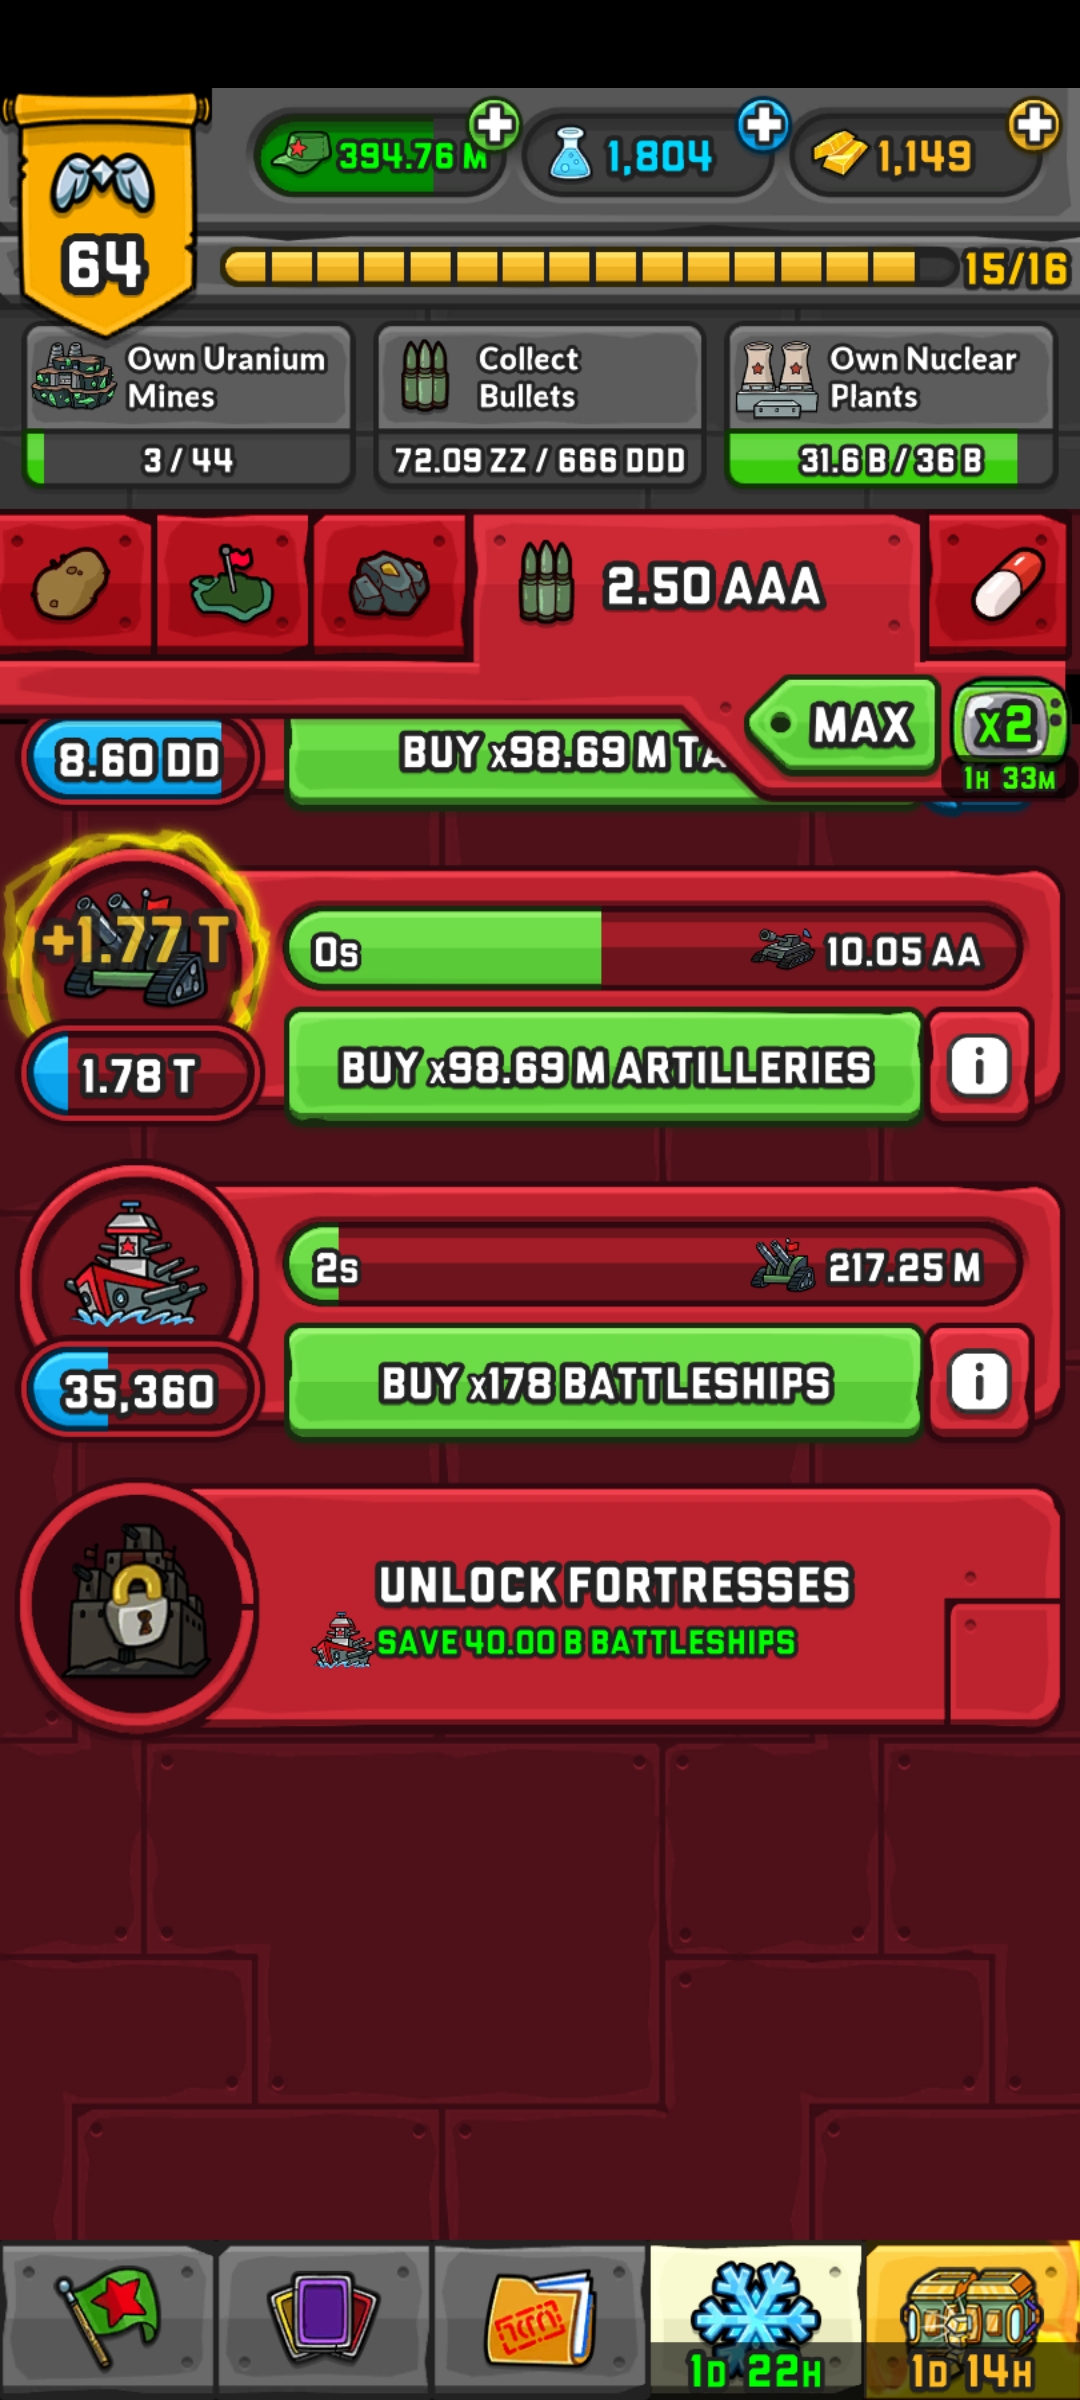 64
394.76 M
1,804
1,149
15/16
Own Uranium
Mines
3 / 44
Collect
Bullets
72.09 ZZ / 666 DDD
Own Nuclear
Plants
31.6 B / 36 B
2.50 AAA
MAX
x2
1H 33M
8.60 DD
BUY x98.69 M TA
+1.77 T
0s
10.05 AA
1.78 T
BUY x98.69 M ARTILLERIES
i
2s
217.25 M
35,360
BUY x178 BATTLESHIPS
i
UNLOCK FORTRESSES
SAVE 40.00 B BATTLESHIPS
1D 22H
1D 14H